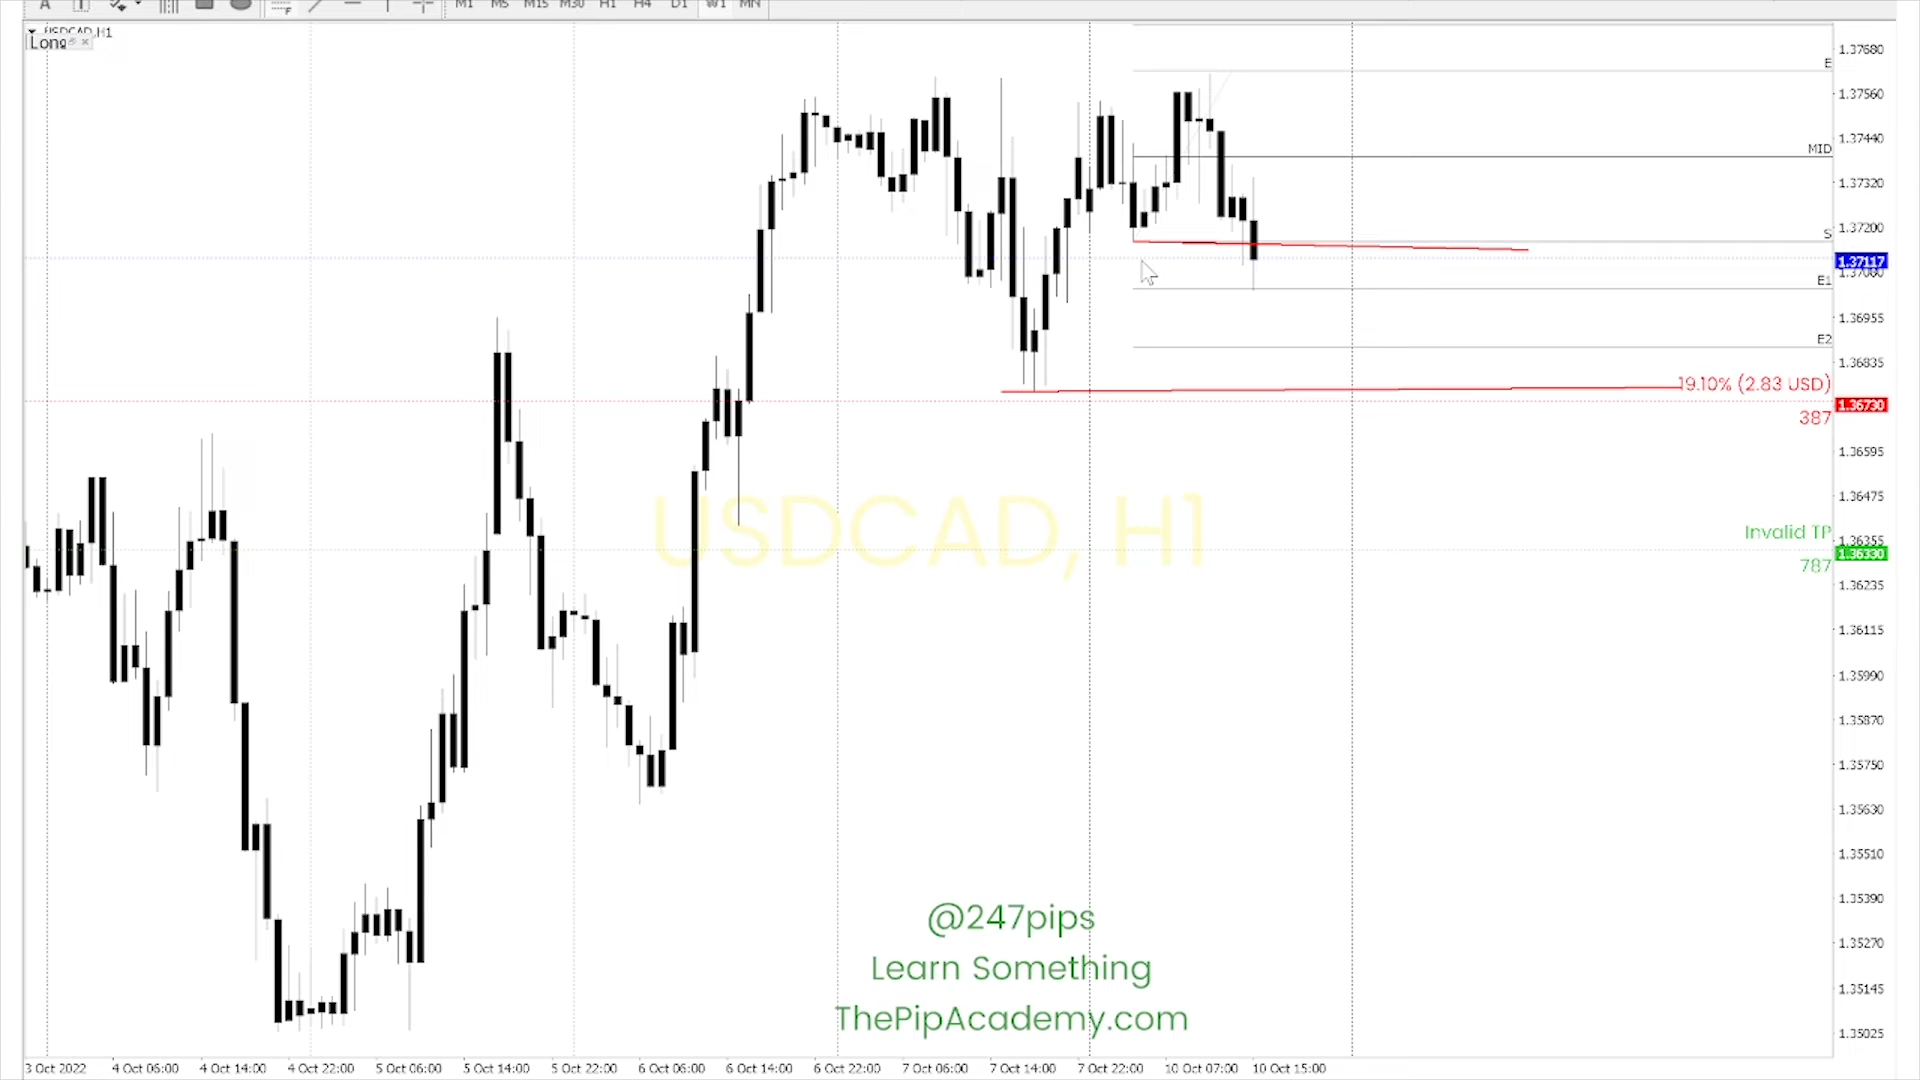 M1 M5 M15 M30 H1 H4 D1 W1 MN
USDCAD,H1
Long
1.37680
E
1.37560
1.37440
MID
1.37320
1.37200
S
1.37117
E1
1.36955
E2
1.36835
19.10% (2.83 USD)
1.36730
387
1.36595
1.36475
USDCAD, H1
Invalid TP
1.36355
1.36330
787
1.36235
1.36115
1.35990
1.35870
1.35750
1.35630
1.35510
1.35390
@247pips
1.35270
Learn Something
1.35145
ThePipAcademy.com
1.35025
3 Oct 2022 4 Oct 06:00 4 Oct 14:00 4 Oct 22:00 5 Oct 06:00 5 Oct 14:00 5 Oct 22:00 6 Oct 06:00 6 Oct 14:00 6 Oct 22:00 7 Oct 06:00 7 Oct 14:00 7 Oct 22:00 10 Oct 07:00 10 Oct 15:00